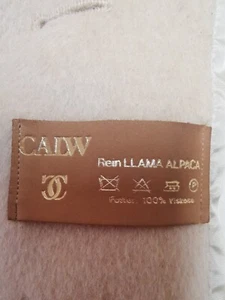 CALW
Rein LLAMA ALPACA
P
Futter: 100% Viscose